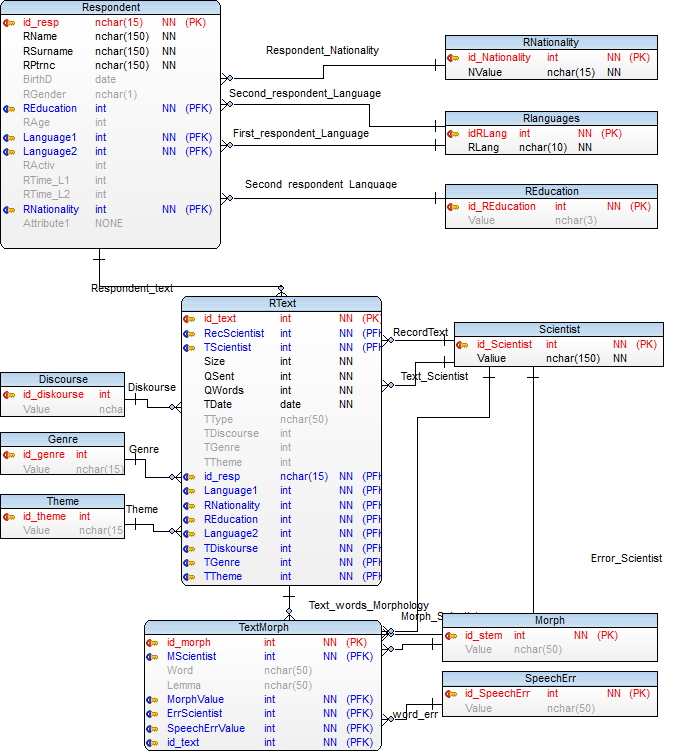 Respondent
id_resp nchar(15) NN (PK)
RName nchar(150) NN
RSurname nchar(150) NN
RPtrnc nchar(150) NN
BirthD date
RGender nchar(1)
REducation int NN (PFK)
RAge int
Language1 int NN (PFK)
Language2 int NN (PFK)
RActiv int
RTime_L1 int
RTime_L2 int
RNationality int NN (PFK)
Attribute1 NONE
Respondent_Nationality
RNationality
id_Nationality int NN (PK)
NValue nchar(15) NN
Second_respondent_Language
First_respondent_Language
Rlanguages
idRLang int NN (PK)
RLang nchar(10) NN
Second_respondent_Language
REducation
id_REducation int NN (PK)
Value nchar(3)
Respondent_text
RText
id_text int NN (PK)
RecScientist int NN (PFK
TScientist int NN (PFK
Size int NN
QSent int NN
QWords int NN
TDate date NN
TType nchar(50)
TDiscourse int
TGenre int
TTheme int
id_resp nchar(15) NN (PFK
Language1 int NN (PFK
RNationality int NN (PFK
REducation int NN (PFK
Language2 int NN (PFK
TDiskourse int NN (PFK
TGenre int NN (PFK
TTheme int NN (PFK
RecordText
Text_Scientist
Scientist
id_Scientist int NN (PK)
Valiue nchar(150) NN
Discourse
id_diskourse int
Value ncha
Diskourse
Genre
id_genre int
Value nchar(15)
Genre
Theme
id_theme int
Value nchar(15
Theme
Error_Scientist
Text_words_Morphology
TextMorph
id_morph int NN (PK)
MScientist int NN (PFK)
Word nchar(50)
Lemma nchar(50)
MorphValue int NN (PFK)
ErrScientist int NN (PFK)
SpeechErrValue int NN (PFK)
id_text int NN (PFK)
Morph
id_stem int NN (PK)
Value nchar(50)
word_err
SpeechErr
id_SpeechErr int NN (PK)
Value nchar(50)